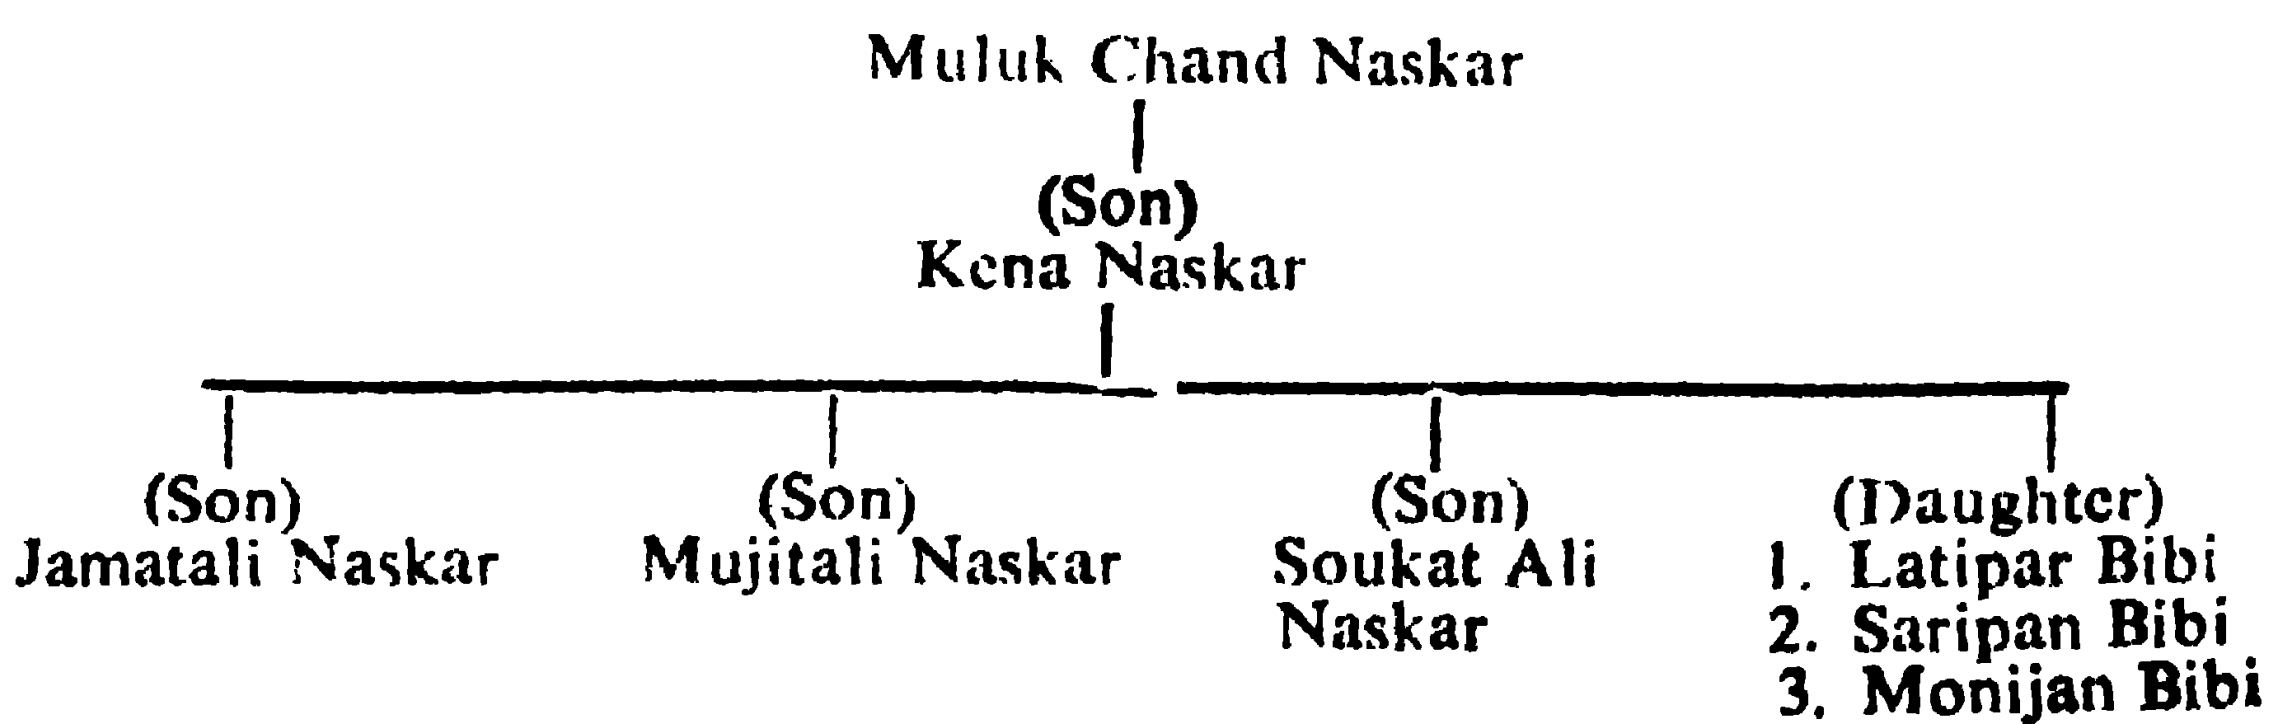 Muluk Chand Naskar
(Son)
Kena Naskar
(Son)
Jamatali Naskar
(Son)
Mujitali Naskar
(Son)
Soukat Ali
Naskar
(Daughter)
1. Latipar Bibi
2. Saripan Bibi
3. Monijan Bibi